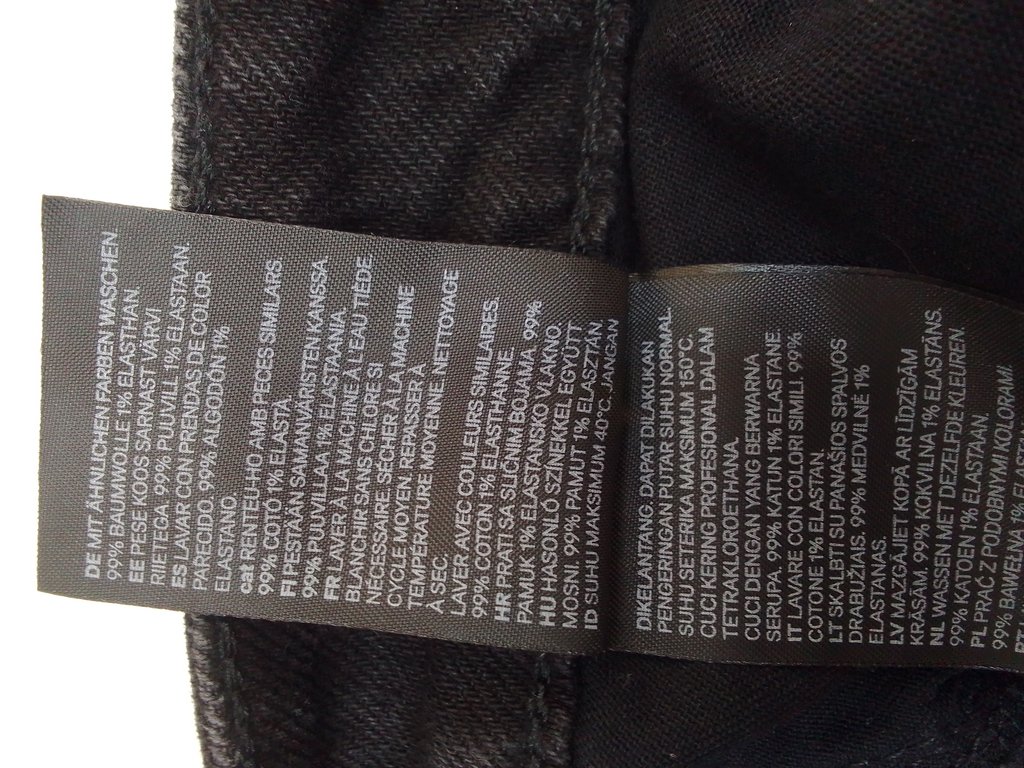 DE MIT ÄHNLICHEN FARBEN WASCHEN
99% BAUMWOLLE 1% ELASTHAN.
EE PESE KOOS SARNAST VÄRVI
RIIETEGA. 99% PUUVILL 1% ELASTAAN.
ES LAVAR CON PRENDAS DE COLOR
PARECIDO. 99% ALGODÓN 1%
ELASTANO.
cat RENTEU-HO AMB PECES SIMILARS
99% COTÓ 1% ELASTÀ
FI PESTÄÄN SAMANVÄRISTEN KANSSA
99% PUUVILLAA 1% ELASTAANIA
FR LAVER À LA MACHINE À L'EAU TIÈDE.
BLANCHIR SANS CHLORE SI
NÉCESSAIRE. SÉCHER À LA MACHINE
CYCLE MOYEN. REPASSER À
TEMPÉRATURE MOYENNE. NETTOYAGE
À SEC.
LAVER AVEC COULEURS SIMILAIRES.
99% COTON 1% ELASTHANNE.
HR PRATI SA SLIČNIM BOJAMA. 99%
PAMUK 1% ELASTANSKO VLAKNO.
HU HASONLÓ SZÍNEKKEL EGYÜTT
MOSNI. 99% PAMUT 1% ELASZTÁN.
ID SUHU MAKSIMUM 40°C. JANGAN
DIKELANTANG DAPAT DILAKUKAN
PENGERINGAN PUTAR SUHU NORMAL.
SUHU SETERIKA MAKSIMUM 150°C.
CUCI KERING PROFESIONAL DALAM
TETRAKLOROETHANA.
CUCI DENGAN YANG BERWARNA
SERUPA. 99% KATUN 1% ELASTANE.
IT LAVARE CON COLORI SIMILI. 99%
COTONE 1% ELASTAN.
LT SKALBTI SU PANAŠIOS SPALVOS
DRABUŽIAIS. 99% MEDVILNĖ 1%
ELASTANAS.
LV MAZGĀJIET KOPĀ AR LĪDZĪGĀM
KRĀSĀM. 99% KOKVILNA 1% ELASTĀNS.
NL WASSEN MET DEZELFDE KLEUREN.
99% KATOEN 1% ELASTAAN.
PL PRAĆ Z PODOBNYMI KOLORAMI.
99% BAWEŁNA 1%